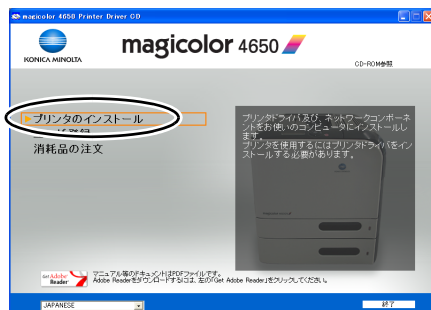 magicolor 4650 Printer Driver CD
KONICA MINOLTA
magicolor 4650
CD-ROM参照
プリンタのインストール
消耗品の注文
プリンタドライバ及び、ネットワークコンポーネ
ントをお使いのコンピュータにインストールし
ます。
プリンタを使用するにはプリンタドライバをイン
ストールする必要があります。
Get Adobe Reader
マニュアル等のドキュメントはPDFファイルです。
Adobe Readerをダウンロードするには、左の「Get Adobe Reader」をクリックしてください。
JAPANESE
終了